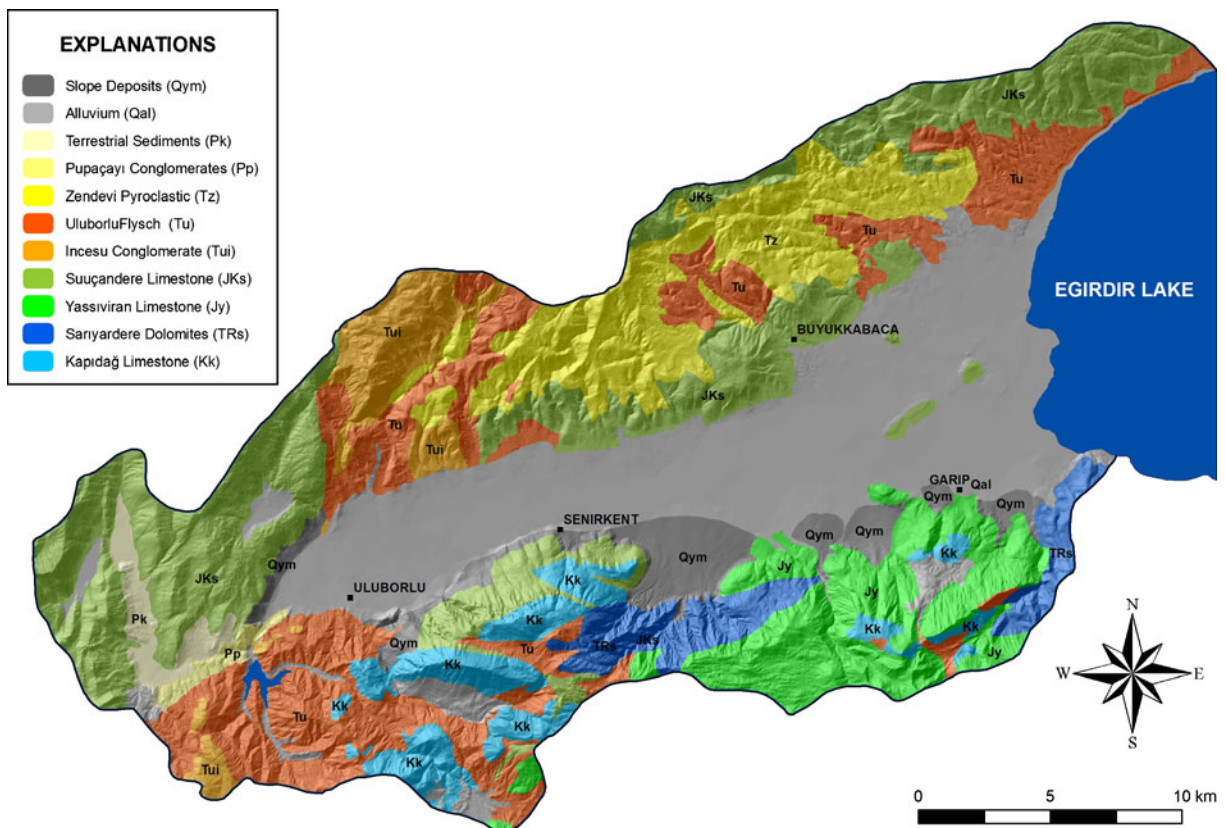 EXPLANATIONS
Slope Deposits (Qym)
Alluvium (Qal)
Terrestrial Sediments (Pk)
Pupaçayı Conglomerates (Pp)
Zendevi Pyroclastic (Tz)
UluborluFlysch (Tu)
Incesu Conglomerate (Tui)
Suuçandere Limestone (JKs)
Yassıviran Limestone (Jy)
Sarıyardere Dolomites (TRs)
Kapıdağ Limestone (Kk)
JKs
Tu
JKs
Tu
Tz
Tu
EGIRDIR LAKE
Tui
BUYUKKABACA
JKs
Tu
Tui
GARIP
Qal
Qym
Qym
SENIRKENT
Qym
Qym
Qym
TRs
Kk
Qym
JKs
Jy
Kk
Jy
ULUBORLU
Pk
Kk
Kk
Kk
Qym
Tu
TRs
JKs
Jy
Pp
Kk
N
W
E
S
Tu
Kk
Kk
Tui
Kk
0
5
10 km